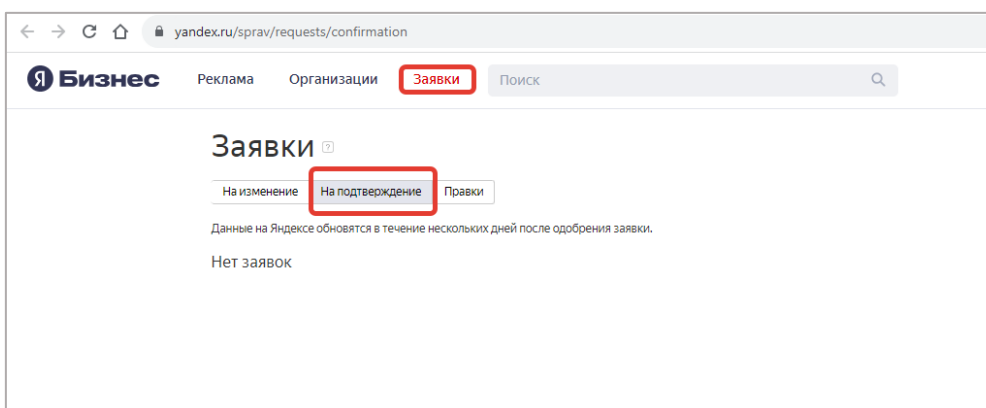 yandex.ru/sprav/requests/confirmation
Я Бизнес Реклама Организации Заявки Поиск
Заявки ?
На изменение На подтверждение Правки
Данные на Яндексе обновятся в течение нескольких дней после одобрения заявки.
Нет заявок